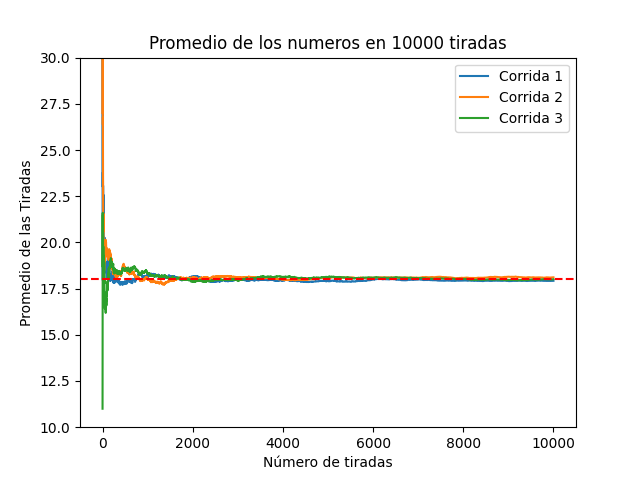 Promedio de los numeros en 10000 tiradas
30.0
27.5
25.0
22.5
20.0
17.5
15.0
12.5
10.0
Promedio de las Tiradas
Corrida 1
Corrida 2
Corrida 3
0 2000 4000 6000 8000 10000
Número de tiradas